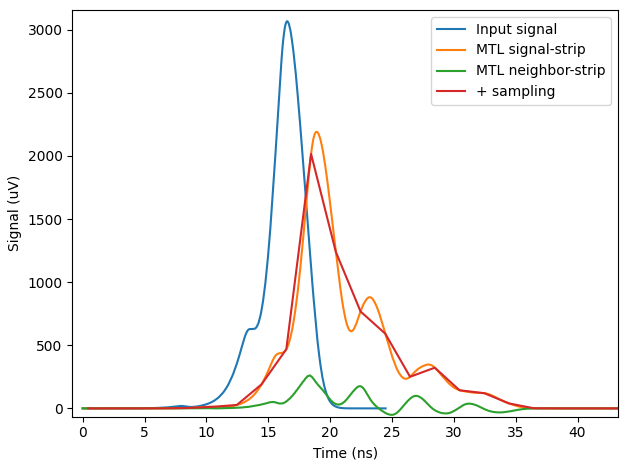 Input signal
MTL signal-strip
MTL neighbor-strip
+ sampling
3000
2500
2000
1500
1000
500
0
Signal (uV)
0 5 10 15 20 25 30 35 40
Time (ns)